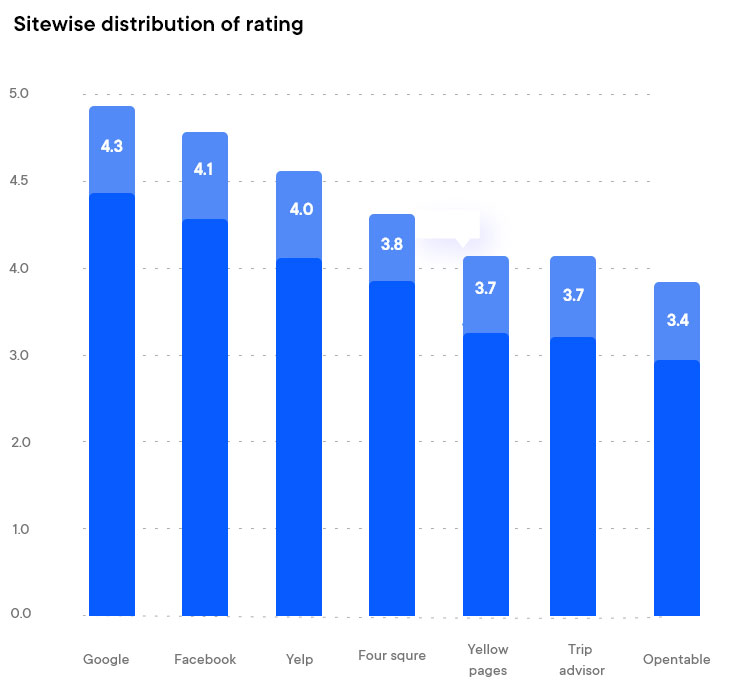 Sitewise distribution of rating
5.0
4.5
4.0
3.0
2.0
1.0
0.0
4.3
4.1
4.0
3.8
3.7
3.7
3.4
Google
Facebook
Yelp
Four squre
Yellow
pages
Trip
advisor
Opentable